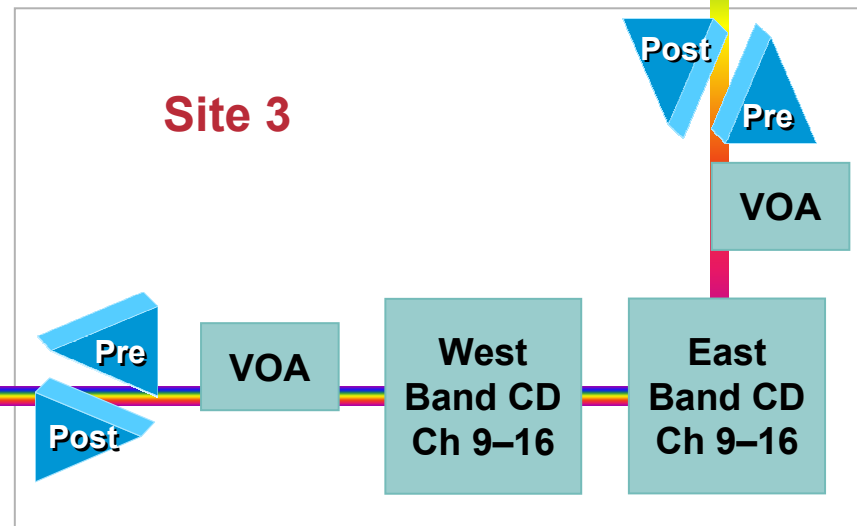 Post
Pre
Site 3
VOA
Pre
VOA
West
Band CD
Ch 9–16
East
Band CD
Ch 9–16
Post